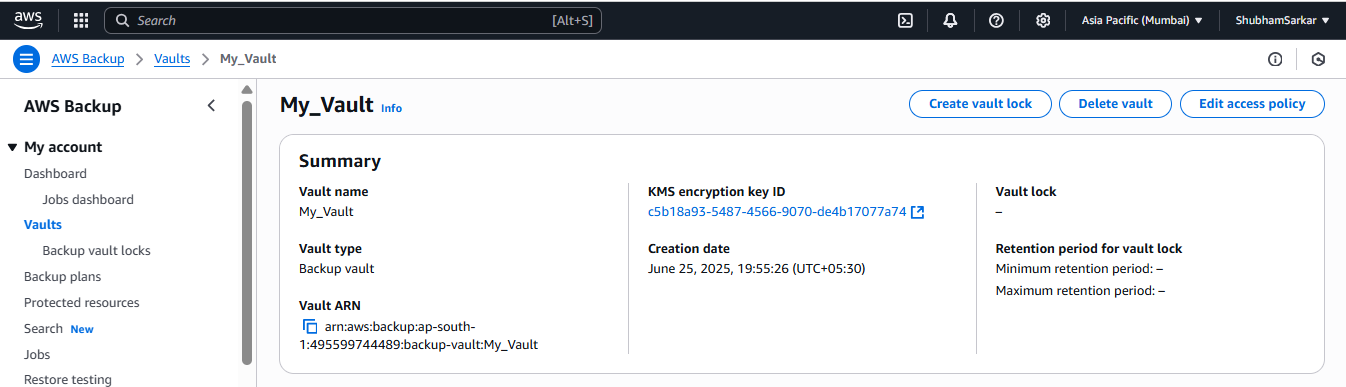 aws
Search
[Alt+S]
Asia Pacific (Mumbai)
ShubhamSarkar
AWS Backup
Vaults
My_Vault
AWS Backup
My account
Dashboard
Jobs dashboard
Vaults
Backup vault locks
Backup plans
Protected resources
Search New
Jobs
Restore testing
My_Vault Info
Create vault lock
Delete vault
Edit access policy
Summary
Vault name
My_Vault
Vault type
Backup vault
Vault ARN
arn:aws:backup:ap-south-
1:495599744489:backup-vault:My_Vault
KMS encryption key ID
c5b18a93-5487-4566-9070-de4b17077a74
Creation date
June 25, 2025, 19:55:26 (UTC+05:30)
Vault lock
–
Retention period for vault lock
Minimum retention period: –
Maximum retention period: –